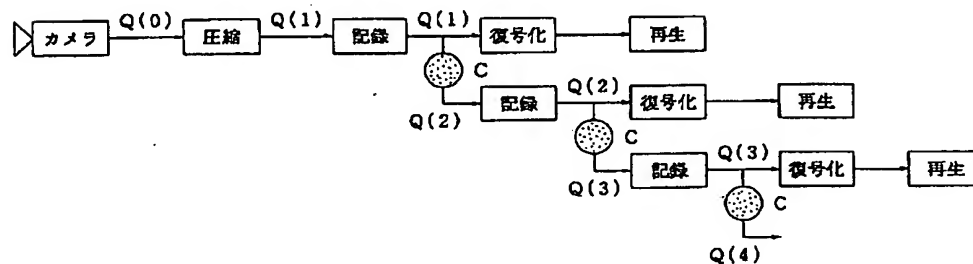 カメラ Q(0) 圧縮 Q(1) 記録 Q(1) 復号化 再生
C
Q(2) 記録 Q(2) 復号化 再生
C
Q(3) 記録 Q(3) 復号化 再生
C
Q(4)